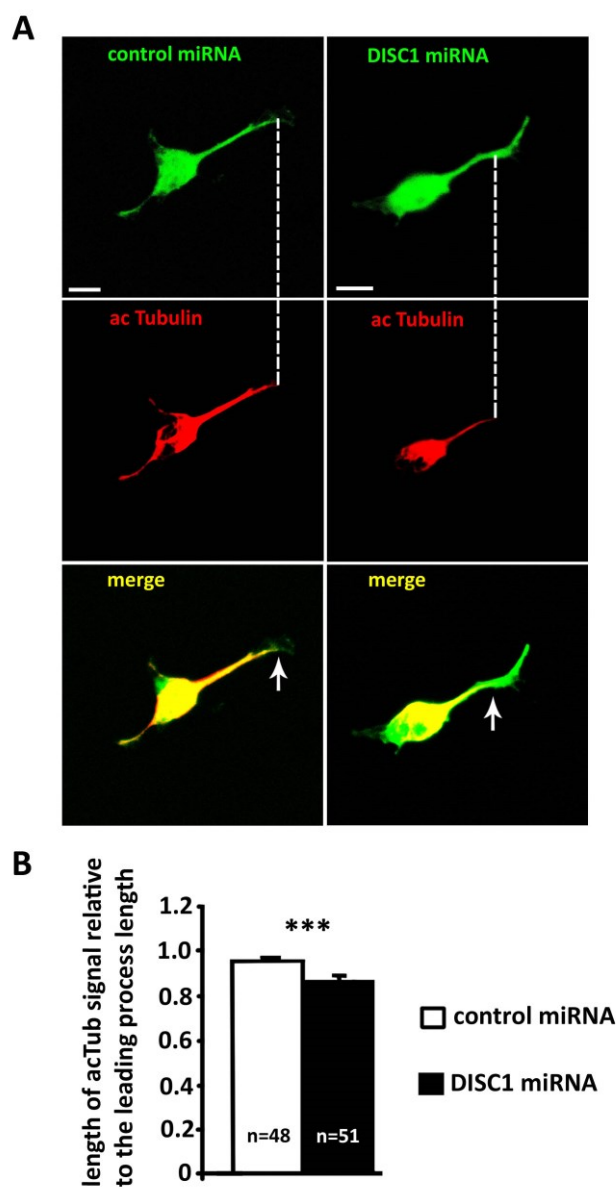 A
control miRNA
DISC1 miRNA
ac Tubulin
ac Tubulin
merge
merge
B
length of acTub signal relative
to the leading process length
1.2
1.0
0.8
0.6
0.4
0.2
0
***
n=48
n=51
control miRNA
DISC1 miRNA